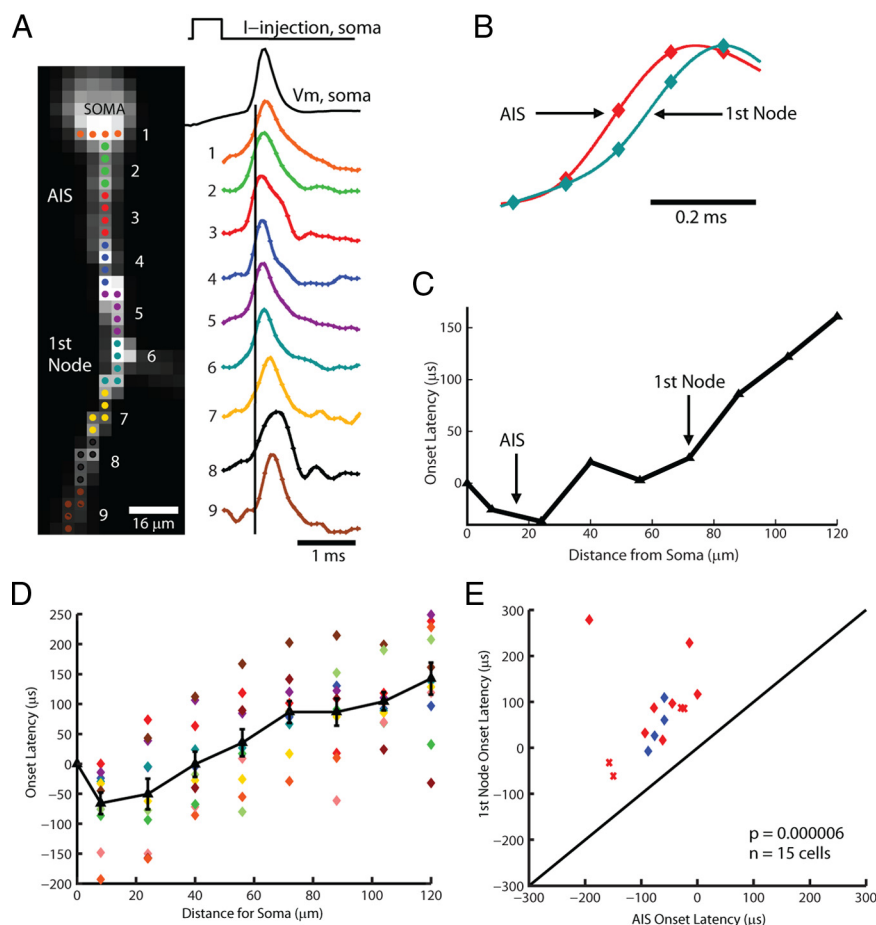 A
I−injection, soma
Vm, soma
SOMA
AIS
1st
Node
1
2
3
4
5
6
7
8
9
16 μm
1
2
3
4
5
6
7
8
9
1 ms
B
AIS
1st Node
0.2 ms
C
Onset Latency (μs)
150
100
50
0
AIS
1st Node
0 20 40 60 80 100 120
Distance from Soma (μm)
D
Onset Latency (μs)
250
200
150
100
50
0
−50
−100
−150
−200
0 20 40 60 80 100 120
Distance for Soma (μm)
E
1st Node Onset Latency (μs)
300
200
100
0
−100
−200
−300
p = 0.000006
n = 15 cells
−300 −200 −100 0 100 200 300
AIS Onset Latency (μs)